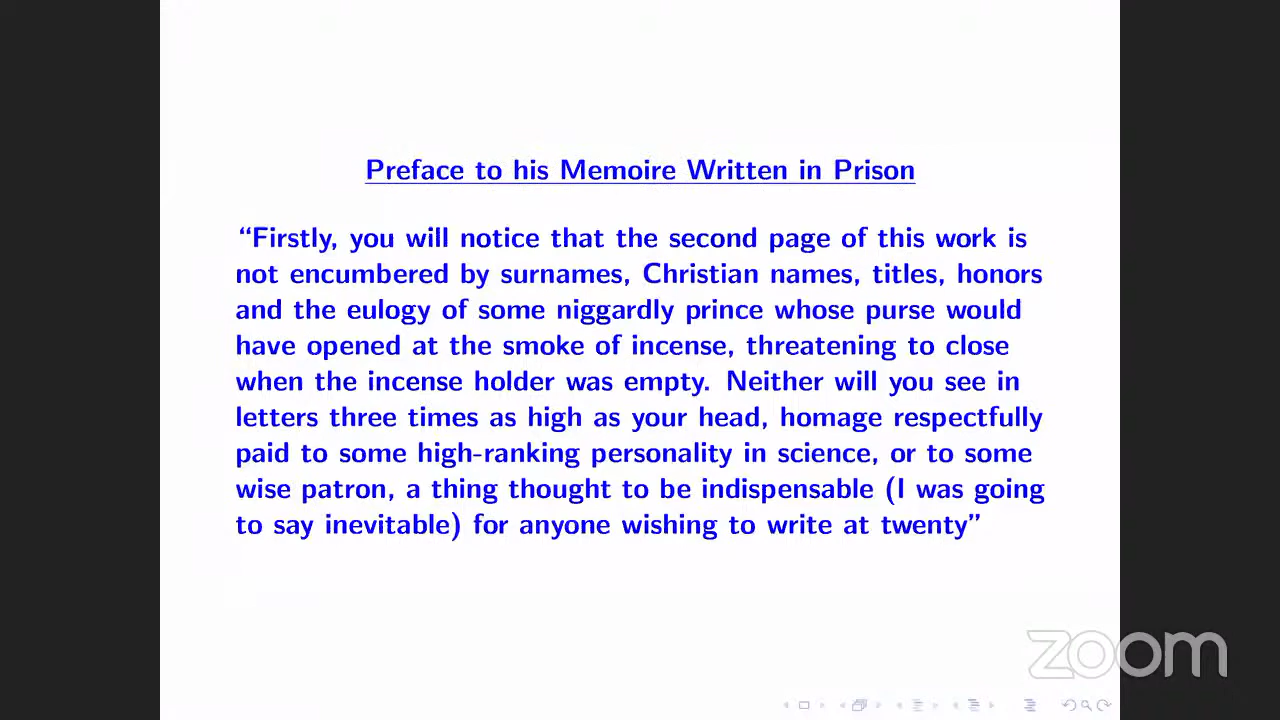 Preface to his Memoire Written in Prison
“Firstly, you will notice that the second page of this work is
not encumbered by surnames, Christian names, titles, honors
and the eulogy of some niggardly prince whose purse would
have opened at the smoke of incense, threatening to close
when the incense holder was empty. Neither will you see in
letters three times as high as your head, homage respectfully
paid to some high-ranking personality in science, or to some
wise patron, a thing thought to be indispensable (I was going
to say inevitable) for anyone wishing to write at twenty”
zoom